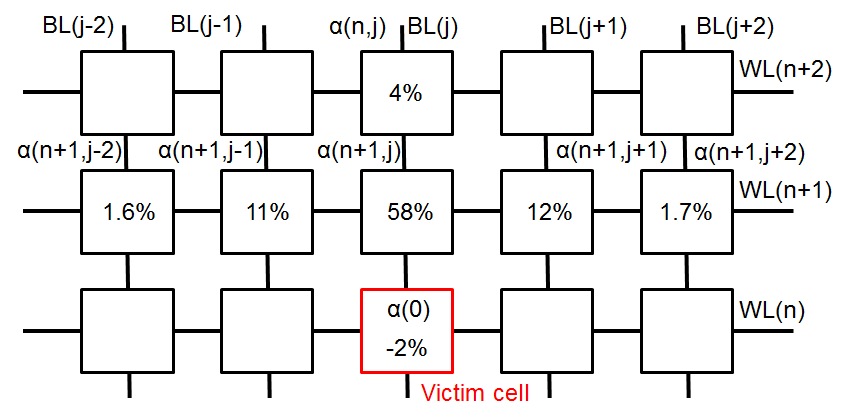 BL(j-2) BL(j-1) α(n,j) BL(j) BL(j+1) BL(j+2)
WL(n+2)
4%
α(n+1,j-2) α(n+1,j-1) α(n+1,j) α(n+1,j+1) α(n+1,j+2)
WL(n+1)
1.6% 11% 58% 12% 1.7%
α(0) WL(n)
-2%
Victim cell